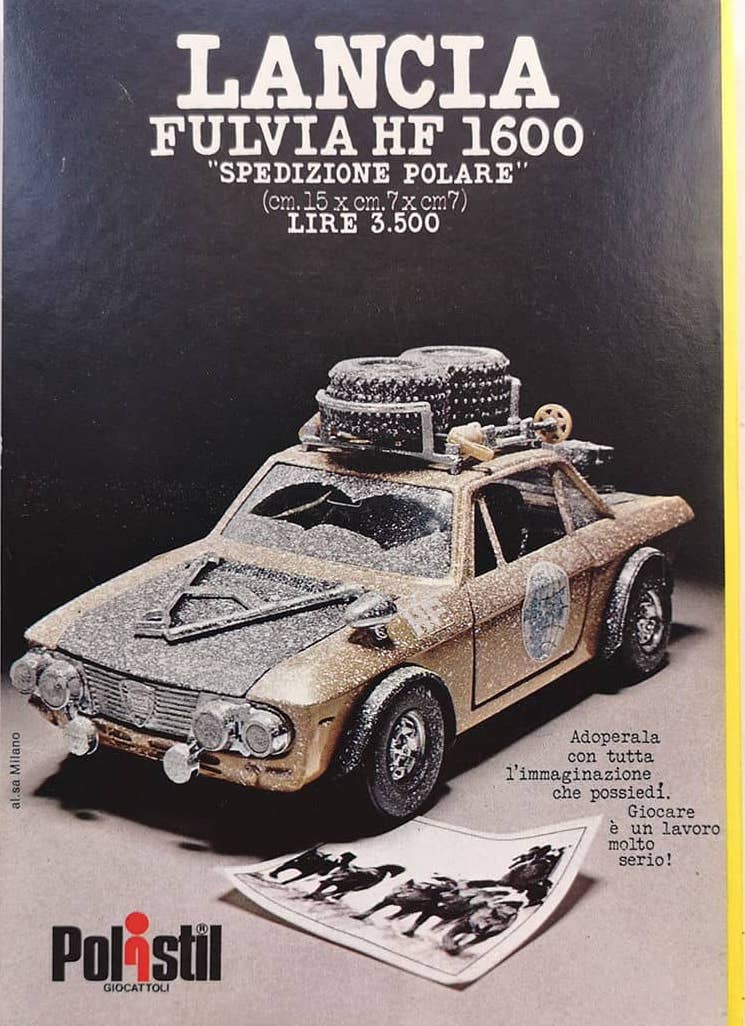 LANCIA
FULVIA HF 1600
"SPEDIZIONE POLARE"
(cm. 15 x cm. 7 x cm7)
LIRE 3.500
HF
Adoperala
con tutta
l'immaginazione
che possiedi.
Giocare
è un lavoro
molto
serio!
al.sa Milano
Polistil®
GIOCATTOLI